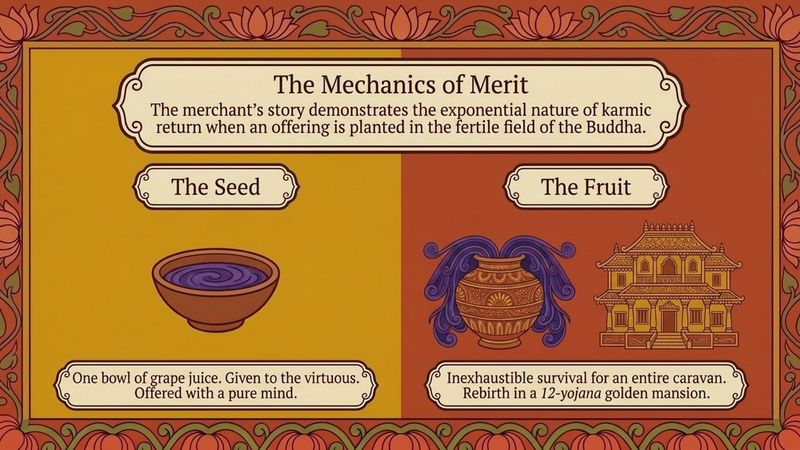 The Mechanics of Merit
The merchant's story demonstrates the exponential nature of karmic
return when an offering is planted in the fertile field of the Buddha.
The Seed
The Fruit
One bowl of grape juice. Given to the virtuous.
Offered with a pure mind.
Inexhaustible survival for an entire caravan.
Rebirth in a 12-yojana golden mansion.